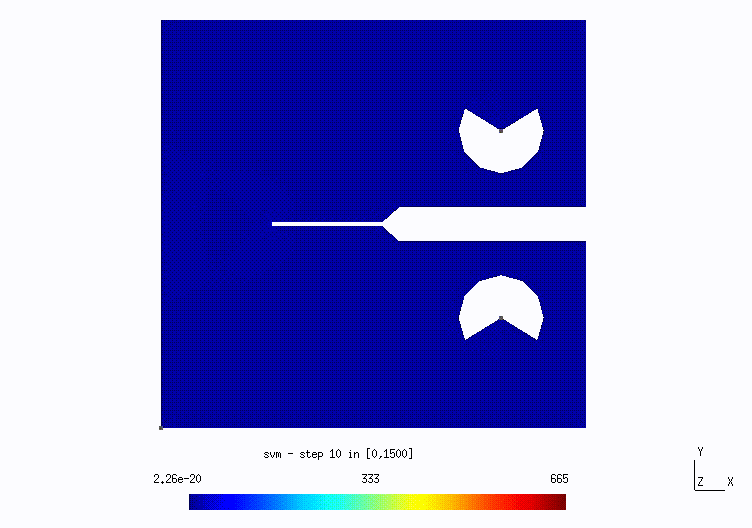 svm - step 10 in [0,1500]
2.26e-20 333 665
Y
Z X